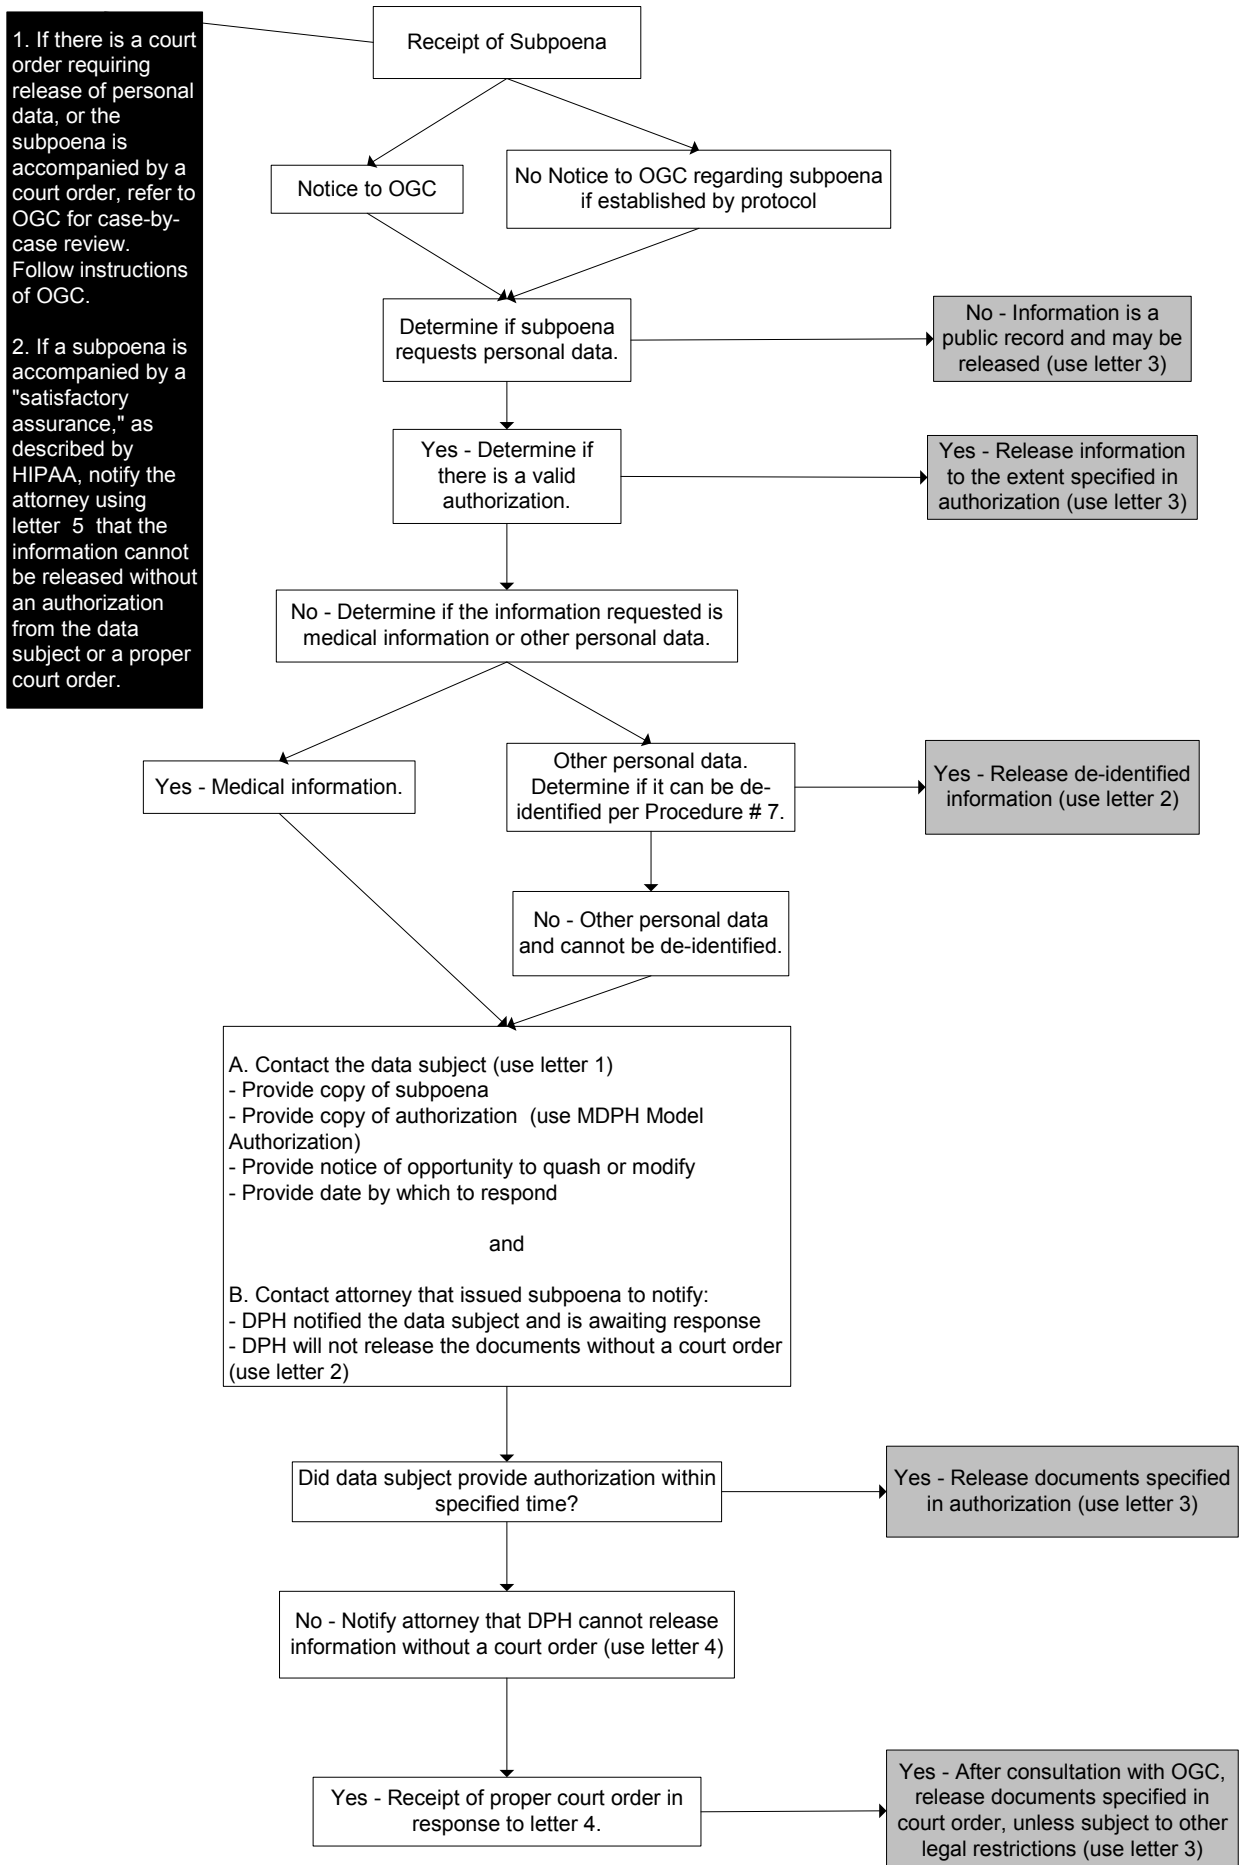 1. If there is a court
order requiring
release of personal
data, or the
subpoena is
accompanied by a
court order, refer to
OGC for case-by-
case review.
Follow instructions
of OGC.
2. If a subpoena is
accompanied by a
"satisfactory
assurance," as
described by
HIPAA, notify the
attorney using
letter 5 that the
information cannot
be released without
an authorization
from the data
subject or a proper
court order.
Receipt of Subpoena
Notice to OGC
No Notice to OGC regarding subpoena
if established by protocol
Determine if subpoena
requests personal data.
No - Information is a
public record and may be
released (use letter 3)
Yes - Determine if
there is a valid
authorization.
Yes - Release information
to the extent specified in
authorization (use letter 3)
No - Determine if the information requested is
medical information or other personal data.
Yes - Medical information.
Other personal data.
Determine if it can be de-
identified per Procedure # 7.
Yes - Release de-identified
information (use letter 2)
No - Other personal data
and cannot be de-identified.
A. Contact the data subject (use letter 1)
- Provide copy of subpoena
- Provide copy of authorization (use MDPH Model
Authorization)
- Provide notice of opportunity to quash or modify
- Provide date by which to respond
and
B. Contact attorney that issued subpoena to notify:
- DPH notified the data subject and is awaiting response
- DPH will not release the documents without a court order
(use letter 2)
Did data subject provide authorization within
specified time?
Yes - Release documents specified
in authorization (use letter 3)
No - Notify attorney that DPH cannot release
information without a court order (use letter 4)
Yes - Receipt of proper court order in
response to letter 4.
Yes - After consultation with OGC,
release documents specified in
court order, unless subject to other
legal restrictions (use letter 3)